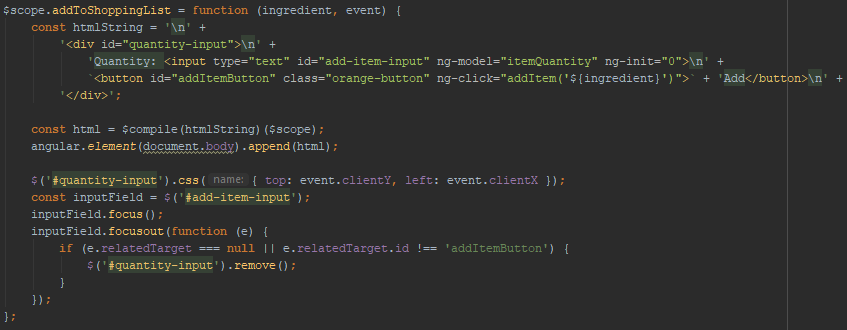 $scope.addToShoppingList = function (ingredient, event) {
    const htmlString = '\n' +
        '<div id="quantity-input">\n' +
            'Quantity: <input type="text" id="add-item-input" ng-model="itemQuantity" ng-init="0">\n' +
            `<button id="addItemButton" class="orange-button" ng-click="addItem('${ingredient}')">` + 'Add</button>\n' +
        '</div>';

    const html = $compile(htmlString)($scope);
    angular.element(document.body).append(html);

    $('#quantity-input').css( name: { top: event.clientY, left: event.clientX });
    const inputField = $('#add-item-input');
    inputField.focus();
    inputField.focusout(function (e) {
        if (e.relatedTarget === null || e.relatedTarget.id !== 'addItemButton') {
            $('#quantity-input').remove();
        }
    });
};